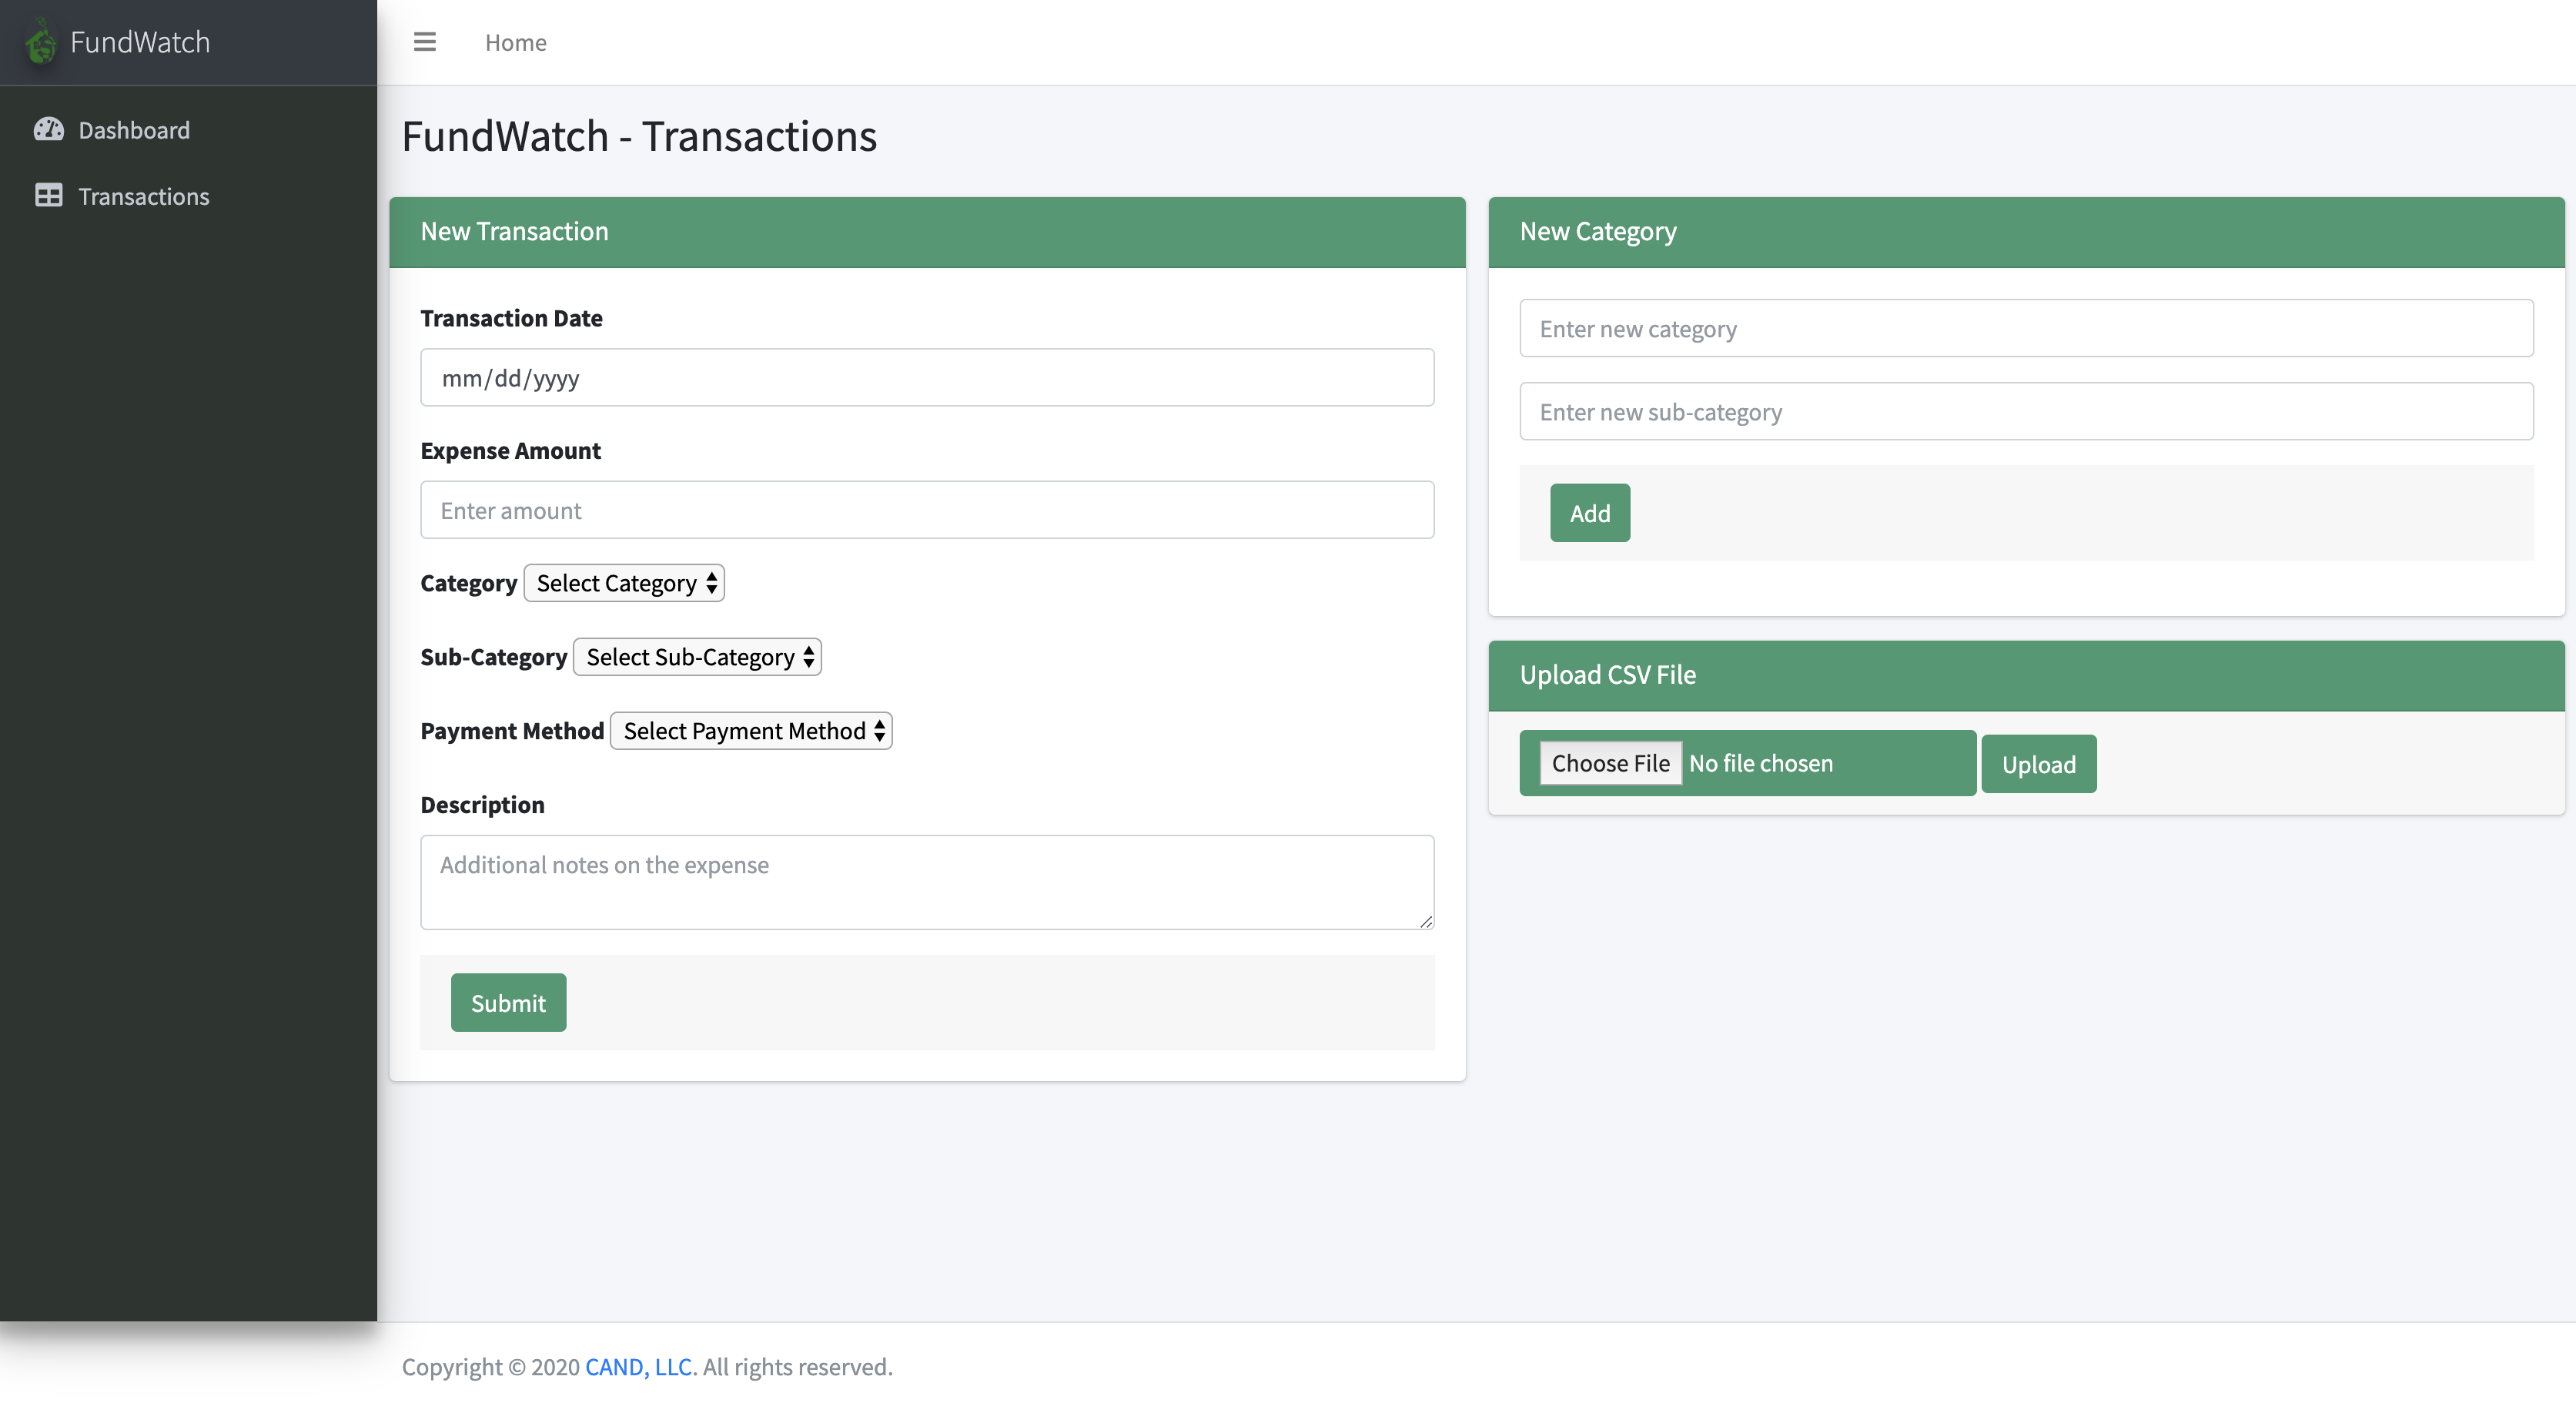 FundWatch
Home
Dashboard
Transactions
FundWatch - Transactions
New Transaction
Transaction Date
mm/dd/yyyy
Expense Amount
Enter amount
Category Select Category
Sub-Category Select Sub-Category
Payment Method Select Payment Method
Description
Additional notes on the expense
Submit
New Category
Enter new category
Enter new sub-category
Add
Upload CSV File
Choose File No file chosen Upload
Copyright © 2020 CAND, LLC. All rights reserved.